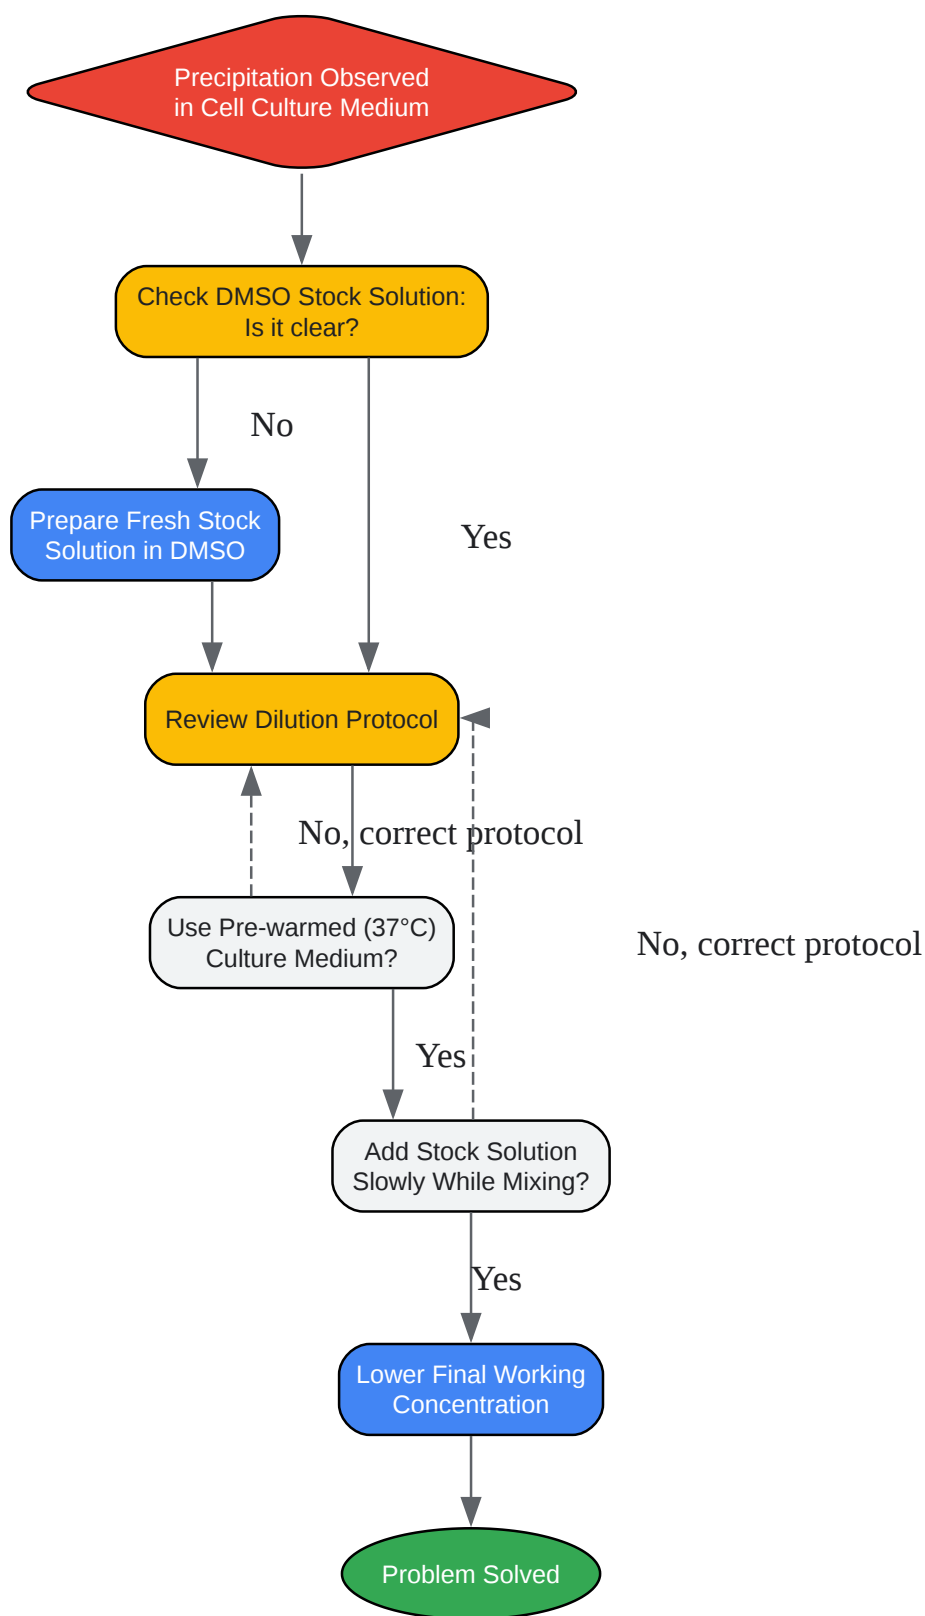 Precipitation Observed
in Cell Culture Medium
Check DMSO Stock Solution:
Is it clear?
No
Prepare Fresh Stock
Solution in DMSO
Yes
Review Dilution Protocol
No, correct protocol
Use Pre-warmed (37°C)
Culture Medium?
No, correct protocol
Yes
Add Stock Solution
Slowly While Mixing?
Yes
Lower Final Working
Concentration
Problem Solved